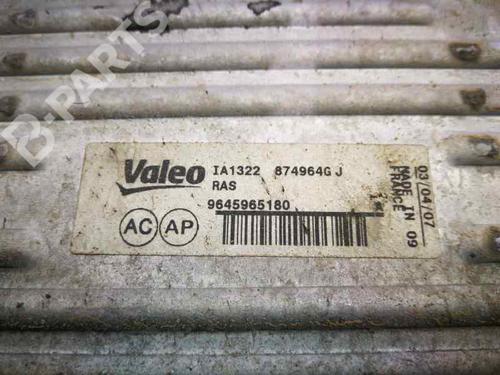 B-PARTS
Valeo
IA1322 874964G J
RAS
9645965180
AC AP
03/04/07
MADE IN 09
FRANCE